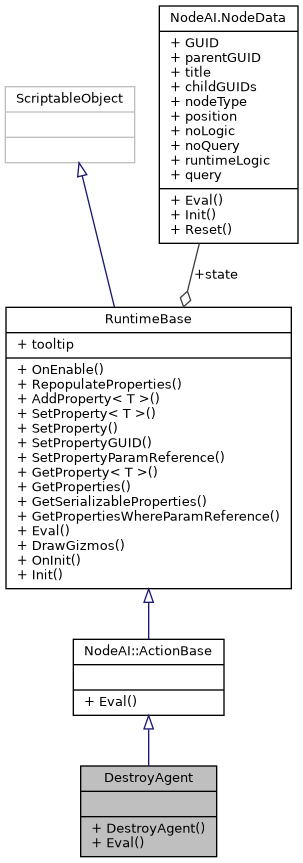 NodeAI.NodeData
+ GUID
+ parentGUID
+ title
+ childGUIDs
+ nodeType
+ position
+ noLogic
+ noQuery
+ runtimeLogic
+ query
+ Eval()
+ Init()
+ Reset()
ScriptableObject
+state
RuntimeBase
+ tooltip
+ OnEnable()
+ RepopulateProperties()
+ AddProperty< T >()
+ SetProperty< T >()
+ SetProperty()
+ SetPropertyGUID()
+ SetPropertyParamReference()
+ GetProperty< T >()
+ GetProperties()
+ GetSerializableProperties()
+ GetPropertiesWhereParamReference()
+ Eval()
+ DrawGizmos()
+ OnInit()
+ Init()
NodeAI::ActionBase
+ Eval()
DestroyAgent
+ DestroyAgent()
+ Eval()